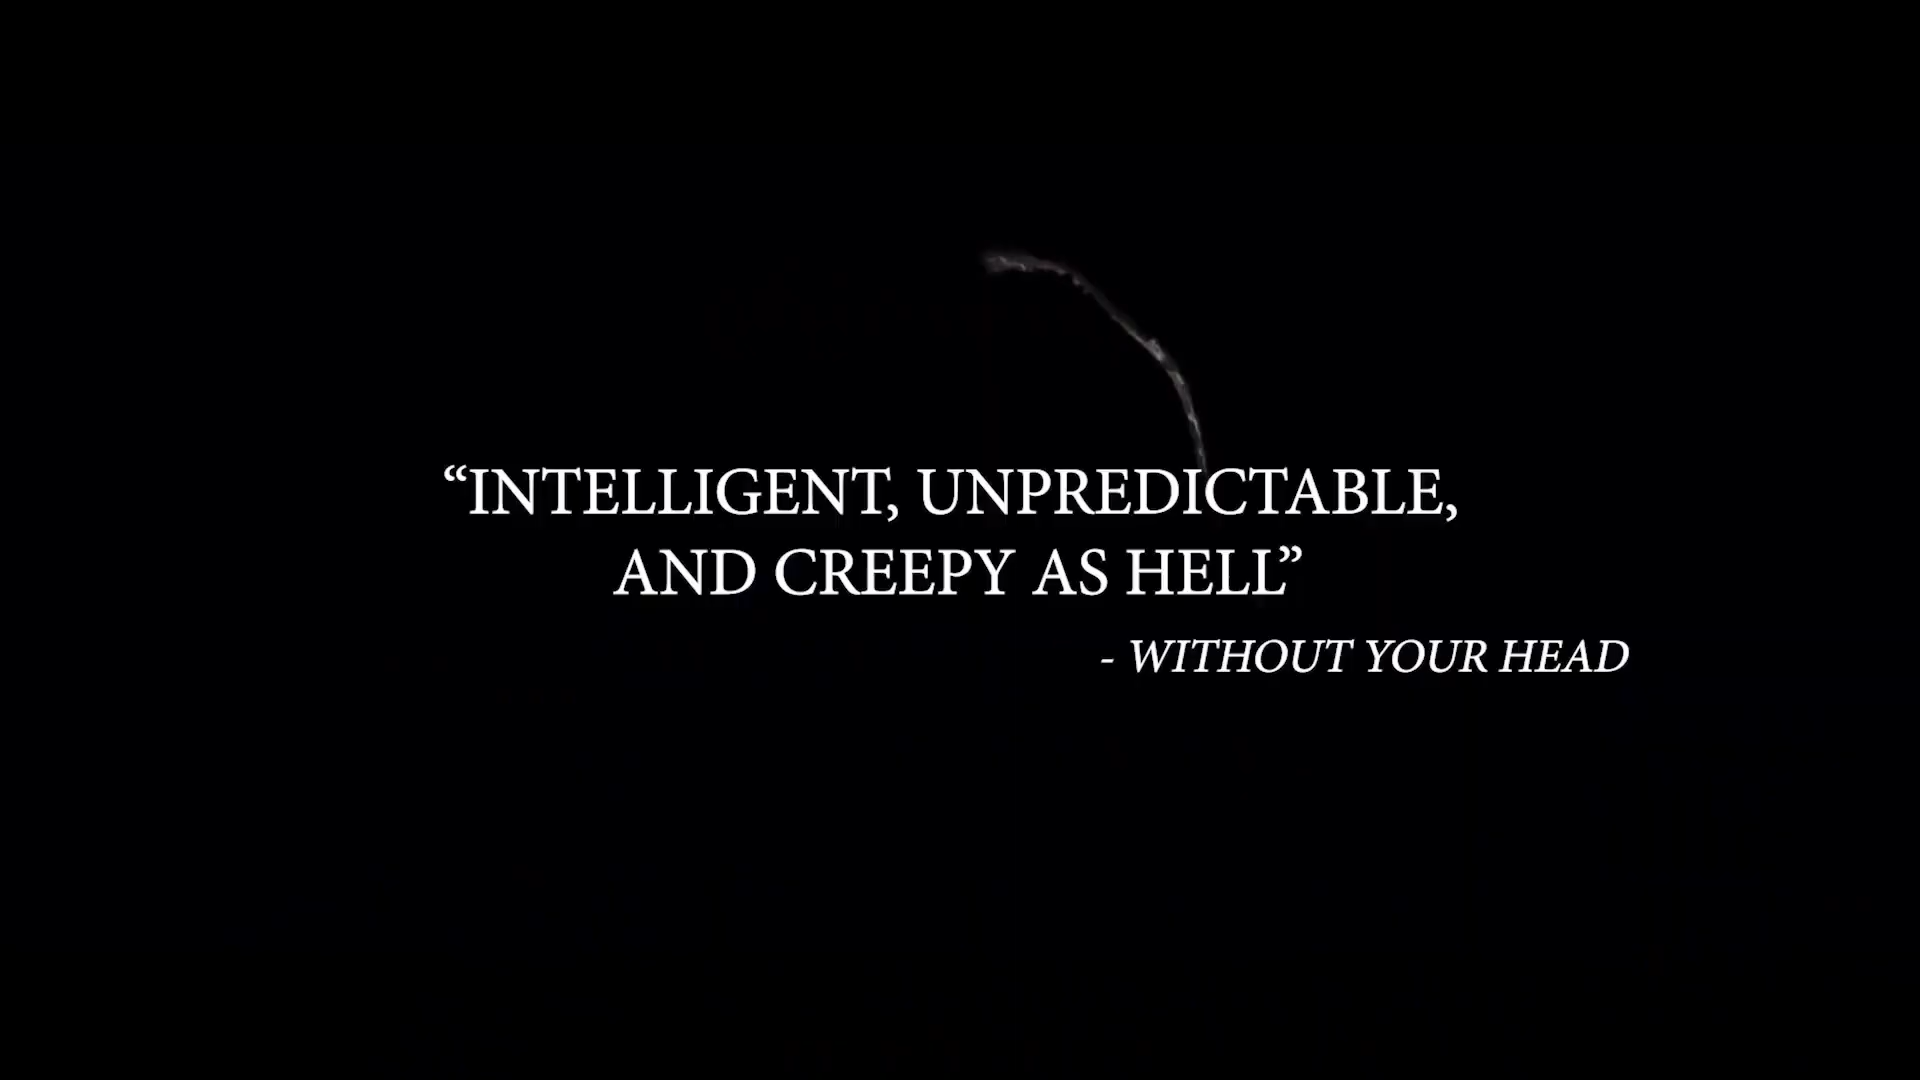 “INTELLIGENT, UNPREDICTABLE,
AND CREEPY AS HELL”
- WITHOUT YOUR HEAD